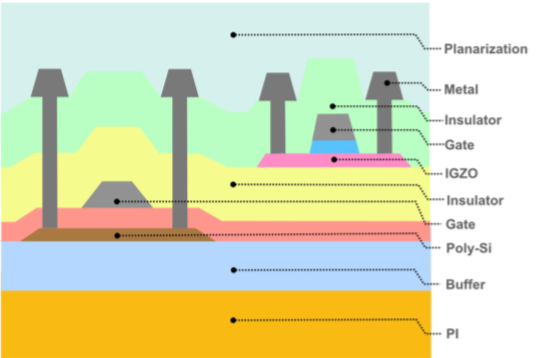 Planarization
Metal
Insulator
Gate
IGZO
Insulator
Gate
Poly-Si
Buffer
PI